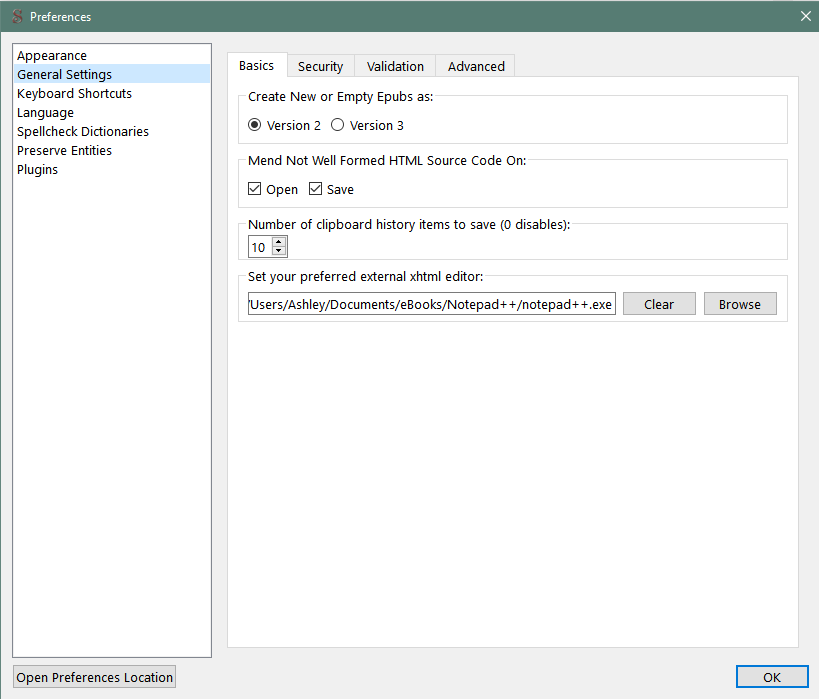 Preferences
Appearance
General Settings
Keyboard Shortcuts
Language
Spellcheck Dictionaries
Preserve Entities
Plugins
Basics Security Validation Advanced
Create New or Empty Epubs as:
Version 2 Version 3
Mend Not Well Formed HTML Source Code On:
Open Save
Number of clipboard history items to save (0 disables):
10
Set your preferred external xhtml editor:
/Users/Ashley/Documents/eBooks/Notepad++/notepad++.exe Clear Browse
Open Preferences Location OK